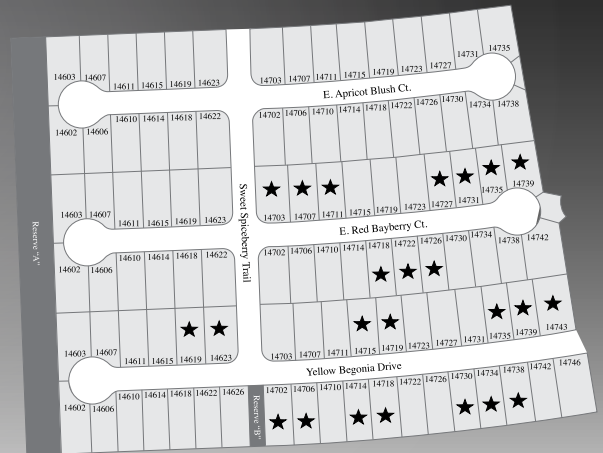 14603 14607 14611 14615 14619 14623
14703 14707 14711 14715 14719 14723 14727 14731 14735
E. Apricot Blush Ct.
14602 14606 14610 14614 14618 14622
14702 14706 14710 14714 14718 14722 14726 14730 14734 14738
14603 14607 14611 14615 14619 14623
14703 14707 14711 14715 14719 14723 14727 14731 14735 14739
Reserve "A"
Sweet Spiceberry Trail
E. Red Bayberry Ct.
14602 14606 14610 14614 14618 14622
14702 14706 14710 14714 14718 14722 14726 14730 14734 14738 14742
14603 14607 14611 14615 14619 14623
14703 14707 14711 14715 14719 14723 14727 14731 14735 14739 14743
Yellow Begonia Drive
14602 14606 14610 14614 14618 14622 14626
Reserve "B"
14702 14706 14710 14714 14718 14722 14726 14730 14734 14738 14742 14746